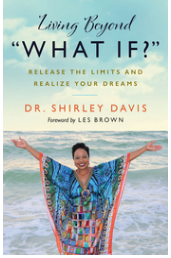 Living Beyond
"WHAT IF?"
RELEASE THE LIMITS AND
REALIZE YOUR DREAMS
DR. SHIRLEY DAVIS
Foreword by LES BROWN